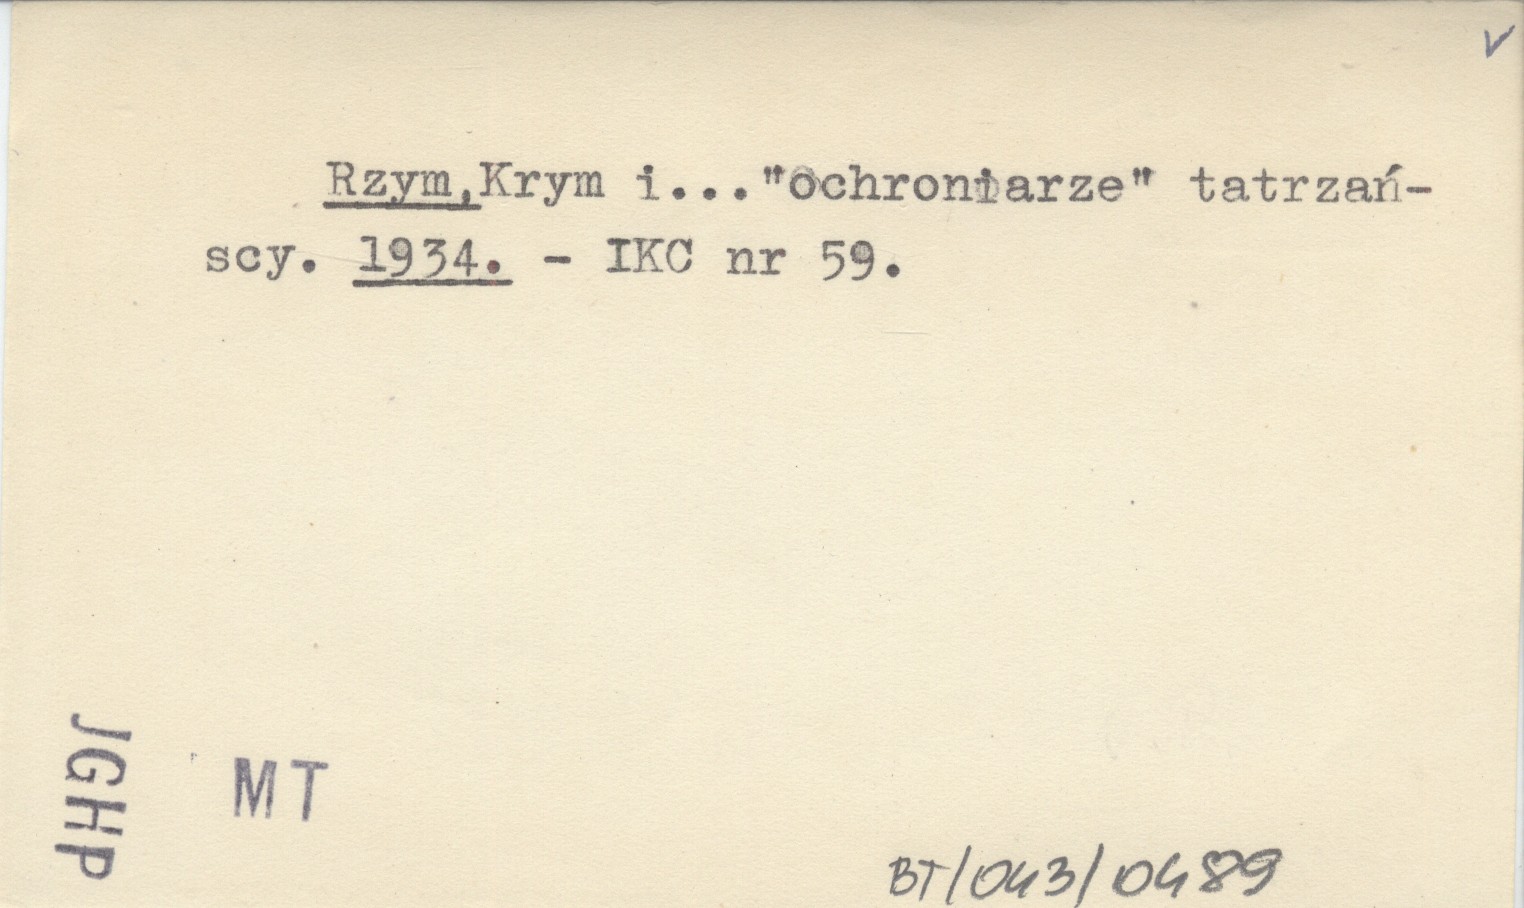 Rzym,Krym i..."Ochroniarze" tatrzań-
scy. 1934. - IKC nr 59.
JGHP
MT
BT/043/0489